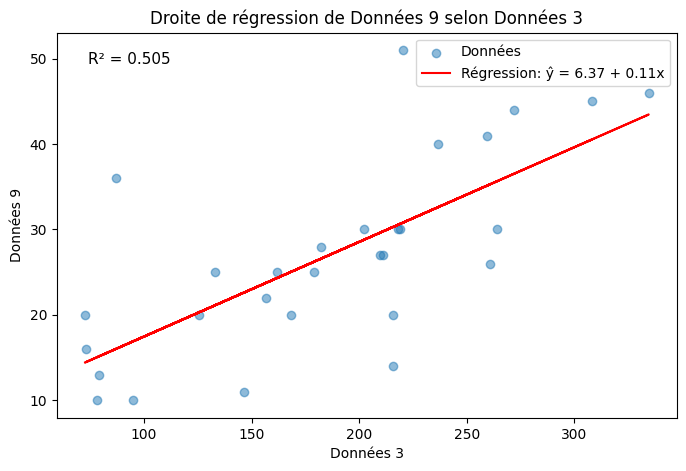 Droite de régression de Données 9 selon Données 3
R² = 0.505
Données
Régression: ŷ = 6.37 + 0.11x
50
40
30
20
10
Données 9
100
150
200
250
300
Données 3